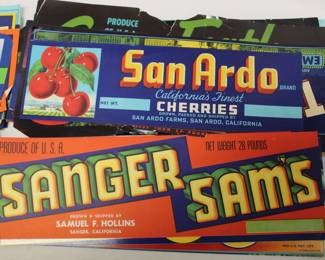 PRODUCE
OF U.S.A.
San Ardo
BRAND
California's Finest
NET WT.
CHERRIES
GROWN, PACKED AND SHIPPED BY
SAN ARDO FARMS, SAN ARDO, CALIFORNIA
PRODUCE OF U.S.A.
NET WEIGHT 28 POUNDS
SANGER
SAM'S
GROWN & SHIPPED BY
SAMUEL F. HOLLINS
SANGER, CALIFORNIA